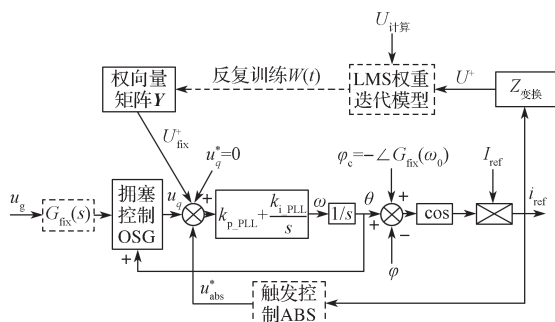 U计算
权向量
矩阵Y
反复训练W(t)
LMS权重
迭代模型
U⁺
Z变换
U⁺fix
u*q=0
φc=−∠Gfix(ω0)
Iref
ug
Gfix(s)
拥塞
控制
OSG
uq
+
kp_PLL+ki_PLL/s
ω
1/s
θ
+
+
−
cos
iref
+
u*abs
触发控
制ABS
φ